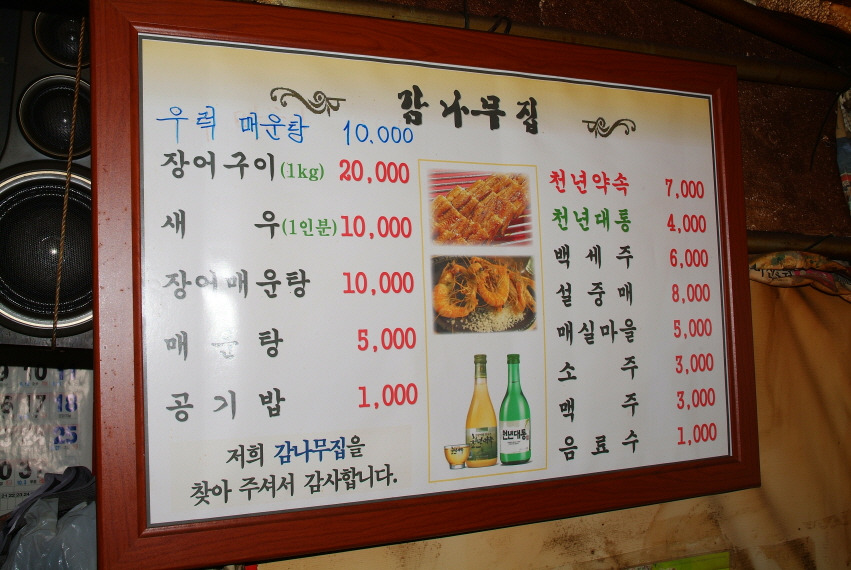 감나무집
우럭 매운탕 10.000
장어구이(1kg) 20,000
새 우(1인분) 10,000
장어매운탕 10,000
매운탕 5,000
공기밥 1,000
저희 감나무집을
찾아 주셔서 감사합니다.
천년약속 7,000
천년대통 4,000
백세주 6,000
설중매 8,000
매실마을 5,000
소 주 3,000
맥 주 3,000
음료수 1,000
천년대통